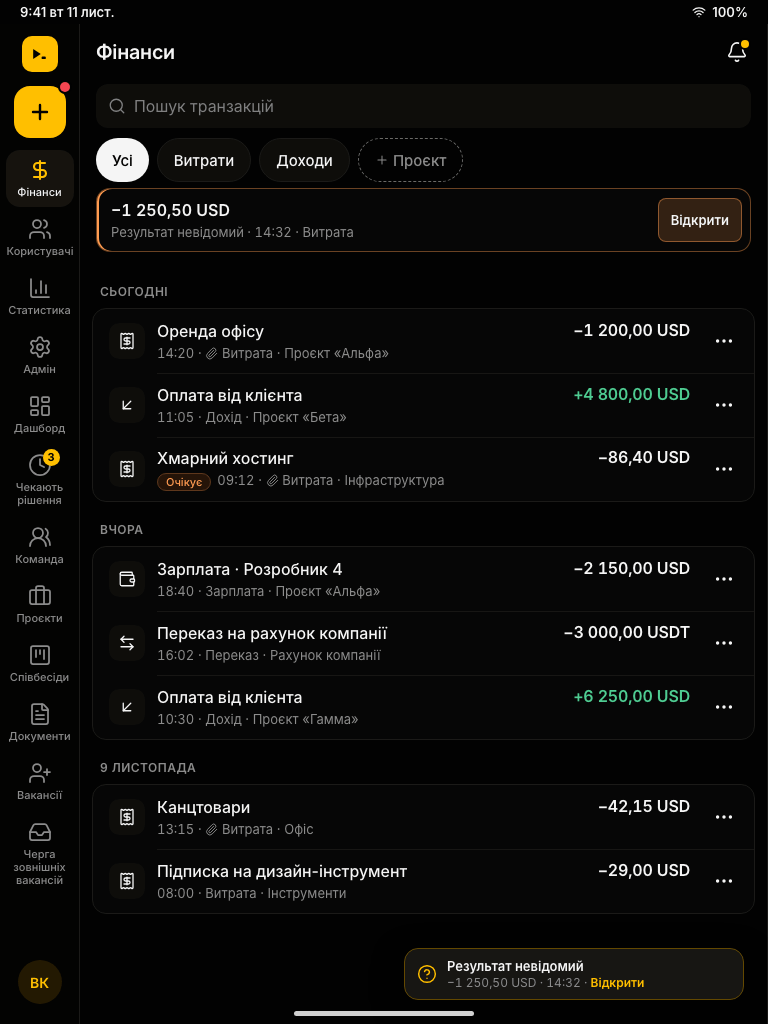 9:41 вт 11 лист.
100%
Фінанси
Пошук транзакцій
Усі
Витрати
Доходи
+ Проєкт
−1 250,50 USD
Результат невідомий · 14:32 · Витрата
Відкрити
Фінанси
Користувачі
Статистика
Адмін
Дашборд
3
Чекають
рішення
Команда
Проєкти
Співбесіди
Документи
Вакансії
Черга
зовнішніх
вакансій
ВК
СЬОГОДНІ
Оренда офісу
−1 200,00 USD
14:20 · Витрата · Проєкт «Альфа»
Оплата від клієнта
+4 800,00 USD
11:05 · Дохід · Проєкт «Бета»
Хмарний хостинг
−86,40 USD
Очікує 09:12 · Витрата · Інфраструктура
ВЧОРА
Зарплата · Розробник 4
−2 150,00 USD
18:40 · Зарплата · Проєкт «Альфа»
Переказ на рахунок компанії
−3 000,00 USDT
16:02 · Переказ · Рахунок компанії
Оплата від клієнта
+6 250,00 USD
10:30 · Дохід · Проєкт «Гамма»
9 ЛИСТОПАДА
Канцтовари
−42,15 USD
13:15 · Витрата · Офіс
Підписка на дизайн-інструмент
−29,00 USD
08:00 · Витрата · Інструменти
Результат невідомий
−1 250,50 USD · 14:32 · Відкрити